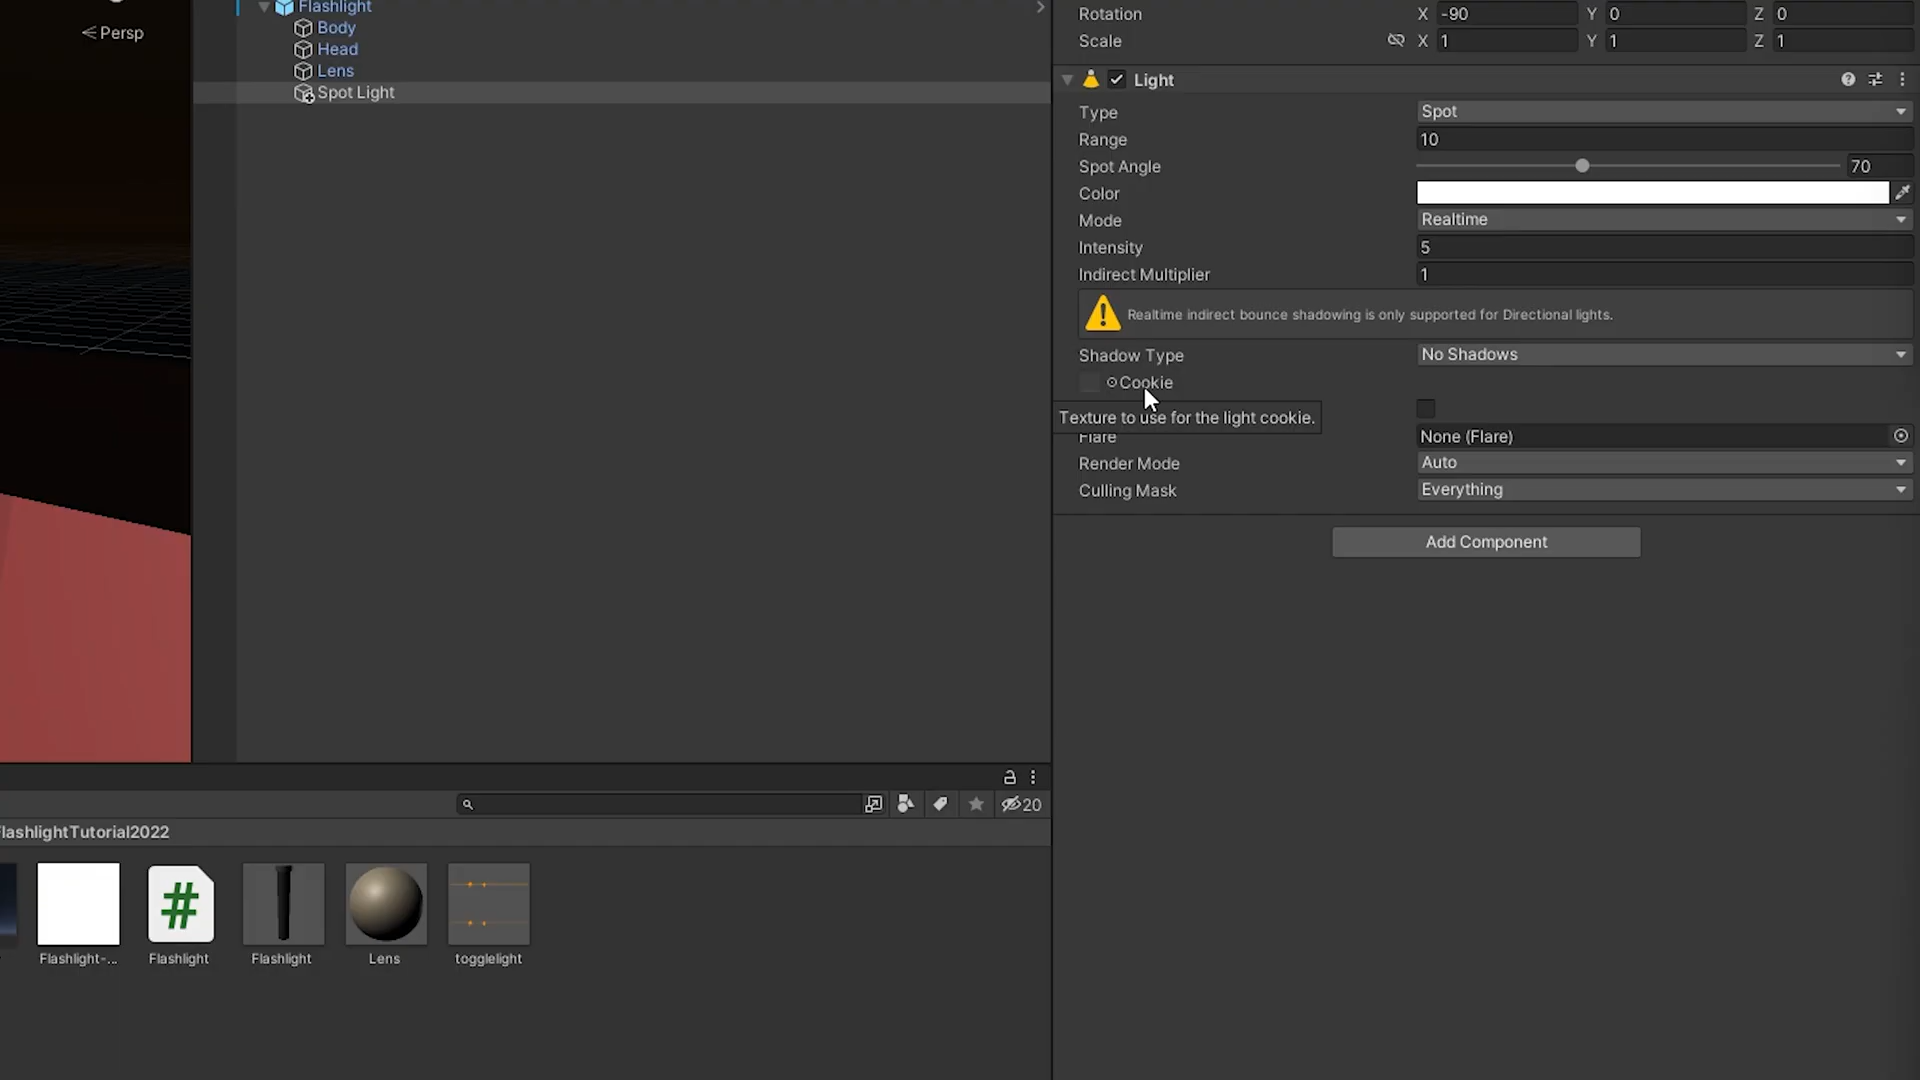 Persp
Flashlight
Body
Head
Lens
Spot Light
Rotation X -90 Y 0 Z 0
Scale X 1 Y 1 Z 1
Light
Type Spot
Range 10
Spot Angle 70
Color
Mode Realtime
Intensity 5
Indirect Multiplier 1
Realtime indirect bounce shadowing is only supported for Directional lights.
Shadow Type No Shadows
Cookie
Texture to use for the light cookie.
Flare None (Flare)
Render Mode Auto
Culling Mask Everything
Add Component
20
lashlightTutorial2022
Flashlight-... Flashlight Flashlight Lens togglelight